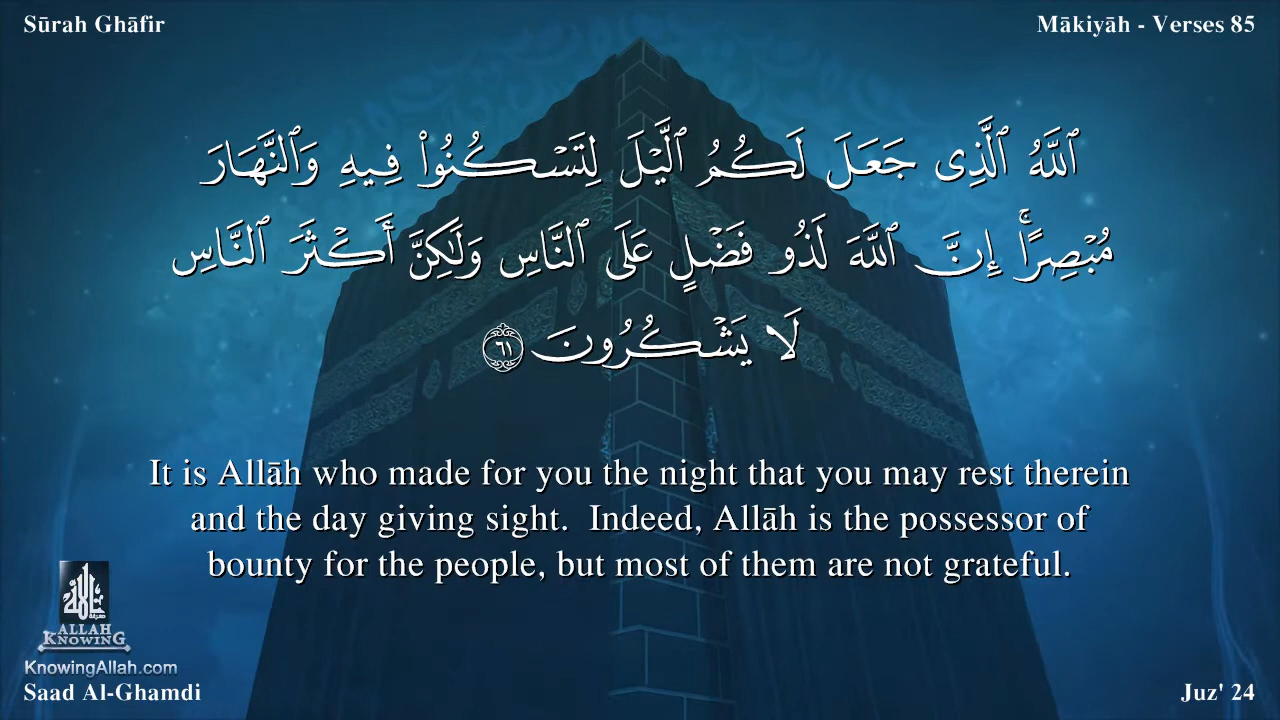 Sūrah Ghāfir
Mākiyāh - Verses 85
ٱللَّهُ ٱلَّذِى جَعَلَ لَكُمُ ٱلَّيْلَ لِتَسْكُنُوا۟ فِيهِ وَٱلنَّهَارَ
مُبْصِرًا ۚ إِنَّ ٱللَّهَ لَذُو فَضْلٍ عَلَى ٱلنَّاسِ وَلَـٰكِنَّ أَكْثَرَ ٱلنَّاسِ
لَا يَشْكُرُونَ ٦١
It is Allāh who made for you the night that you may rest therein
and the day giving sight.  Indeed, Allāh is the possessor of
bounty for the people, but most of them are not grateful.
ALLAH
KNOWING
KnowingAllah.com
Saad Al-Ghamdi
Juz' 24